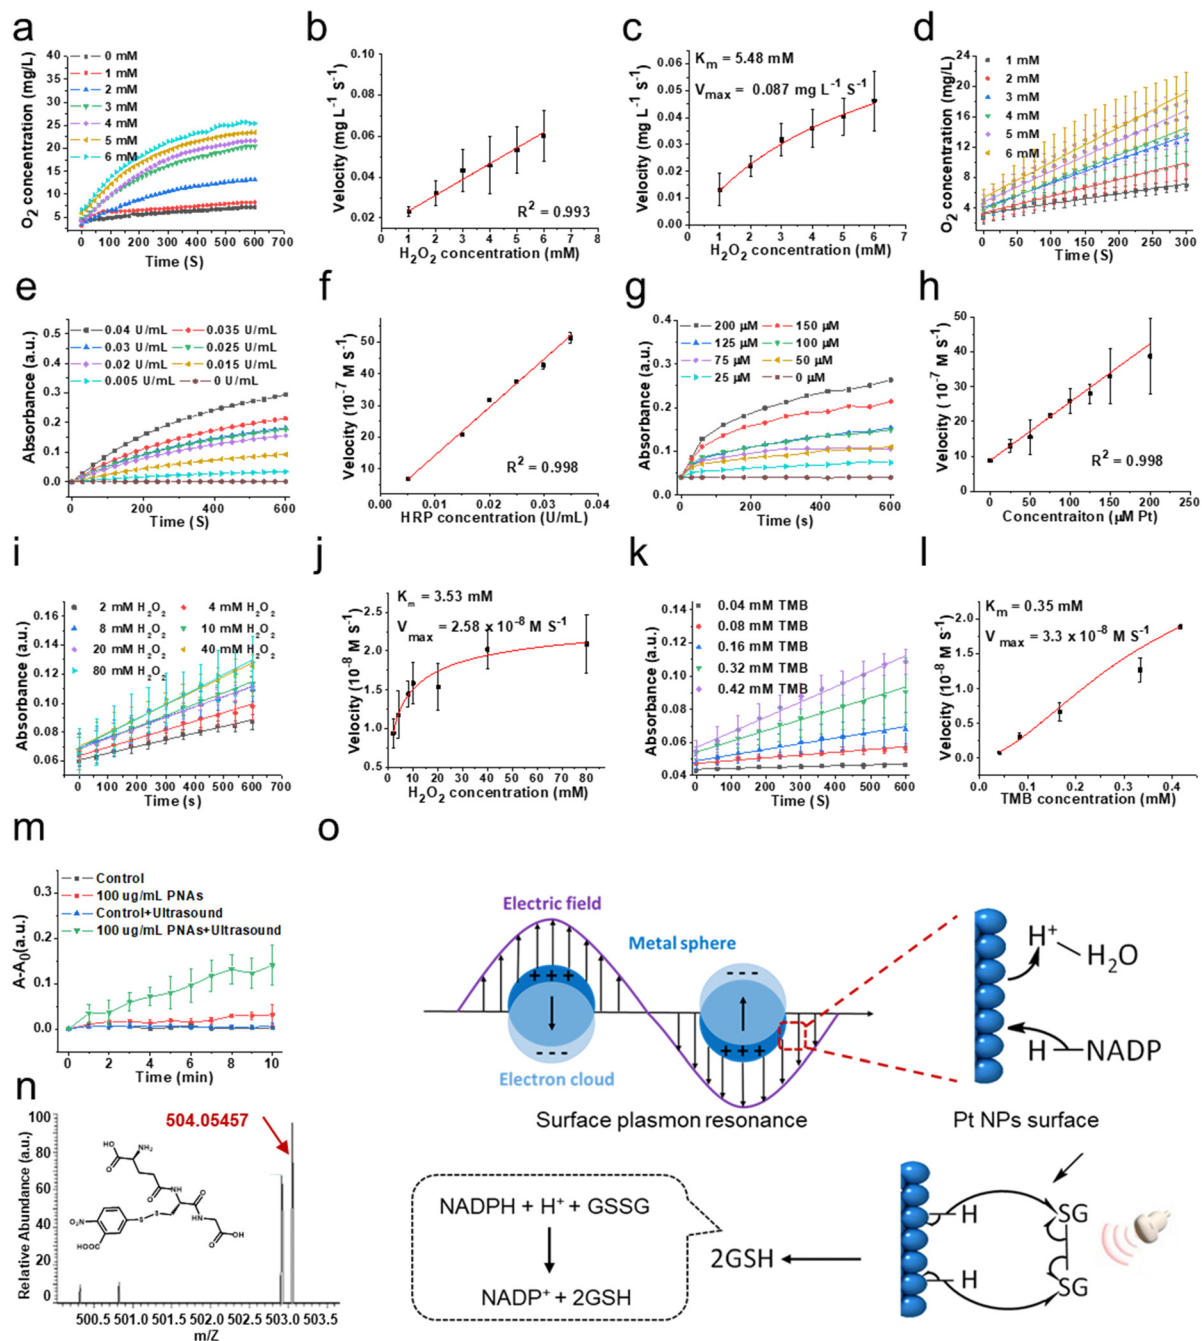 a
O2 concentration (mg/L)
40
35
30
25
20
15
10
5
0 mM
1 mM
2 mM
3 mM
4 mM
5 mM
6 mM
0 100 200 300 400 500 600 700
Time (S)
b
Velocity (mg L-1 S-1)
0.10
0.08
0.06
0.04
0.02
R2 = 0.993
0 1 2 3 4 5 6 7 8
H2O2 concentration (mM)
c
Velocity (mg L-1 S-1)
Km = 5.48 mM
Vmax = 0.087 mg L-1 S-1
0.06
0.05
0.04
0.03
0.02
0.01
0.00
0 1 2 3 4 5 6 7
H2O2 concentration (mM)
d
O2 concentration (mg/L)
24
20
16
12
8
4
1 mM
2 mM
3 mM
4 mM
5 mM
6 mM
0 50 100 150 200 250 300
Time (S)
e
Absorbance (a.u.)
0.5
0.4
0.3
0.2
0.1
0.0
0.04 U/mL 0.035 U/mL
0.03 U/mL 0.025 U/mL
0.02 U/mL 0.015 U/mL
0.005 U/mL 0 U/mL
0 200 400 600
Time (S)
f
Velocity (10-7 M S-1)
50
40
30
20
10
R2 = 0.998
0.00 0.01 0.02 0.03 0.04
HRP concentration (U/mL)
g
Absorbance (a.u.)
0.4
0.3
0.2
0.1
0.0
200 μM 150 μM
125 μM 100 μM
75 μM 50 μM
25 μM 0 μM
0 200 400 600
Time (s)
h
Velocity (10-7 M S-1)
50
40
30
20
10
0
R2 = 0.998
0 50 100 150 200 250
Concentraiton (μM Pt)
i
Absorbance (a.u.)
0.16
0.14
0.12
0.10
0.08
0.06
2 mM H2O2 4 mM H2O2
8 mM H2O2 10 mM H2O2
20 mM H2O2 40 mM H2O2
80 mM H2O2
0 100 200 300 400 500 600 700
Time (s)
j
Velocity (10-8 M S-1)
Km = 3.53 mM
Vmax = 2.58 x 10-8 M S-1
2.5
2.0
1.5
1.0
0.5
0 20 40 60 80
H2O2 concentration (mM)
k
Absorbance (a.u.)
0.14
0.12
0.10
0.08
0.06
0.04
0.04 mM TMB
0.08 mM TMB
0.16 mM TMB
0.32 mM TMB
0.42 mM TMB
0 100 200 300 400 500 600
Time (S)
l
Velocity (10-8 M S-1)
Km = 0.35 mM
Vmax = 3.3 x 10-8 M S-1
2.0
1.5
1.0
0.5
0.0
0.0 0.1 0.2 0.3 0.4
TMB concentration (mM)
m
A-A0(a.u.)
0.3
0.2
0.1
0.0
Control
100 ug/mL PNAs
Control+Ultrasound
100 ug/mL PNAs+Ultrasound
0 2 4 6 8 10
Time (min)
n
Relative Abundance (a.u.)
100
80
60
40
20
0
504.05457
HO
NH2
O
O
NH
O
NH
O
OH
S
S
O2N
HOOC
500.5 501.0 501.5 502.0 502.5 503.0 503.5
m/Z
o
Electric field
Metal sphere
+ + +
- - -
- - -
+ + +
Electron cloud
Surface plasmon resonance
H+
H2O
H NADP
Pt NPs surface
H
SG
SG
H
2GSH
NADPH + H+ + GSSG
NADP+ + 2GSH